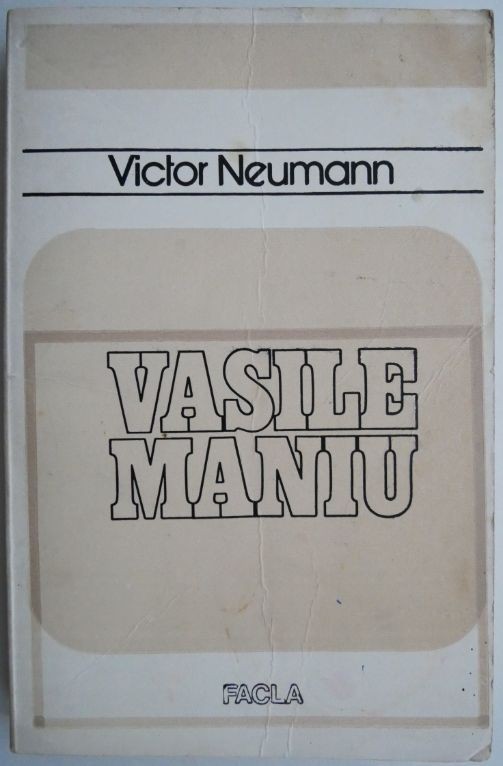 Victor Neumann
VASILE
MANIU
FACLA